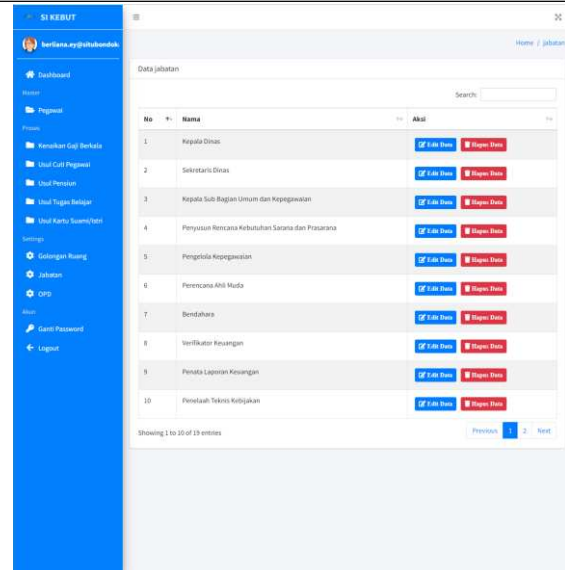 SI KEBUT
berliana.ey@situbondok
Home / jabatan
Dashboard
Master
Pegawai
Proses
Kenaikan Gaji Berkala
Usul Cuti Pegawai
Usul Pensiun
Usul Tugas Belajar
Usul Kartu Suami/Istri
Settings
Golongan Ruang
Jabatan
OPD
Akun
Ganti Password
Logout
Data jabatan
Search:
No Nama Aksi
1 Kepala Dinas Edit Data Hapus Data
2 Sekretaris Dinas Edit Data Hapus Data
3 Kepala Sub Bagian Umum dan Kepegawaian Edit Data Hapus Data
4 Penyusun Rencana Kebutuhan Sarana dan Prasarana Edit Data Hapus Data
5 Pengelola Kepegawaian Edit Data Hapus Data
6 Perencana Ahli Muda Edit Data Hapus Data
7 Bendahara Edit Data Hapus Data
8 Verifikator Keuangan Edit Data Hapus Data
9 Penata Laporan Keuangan Edit Data Hapus Data
10 Penelaah Teknis Kebijakan Edit Data Hapus Data
Showing 1 to 10 of 19 entries
Previous 1 2 Next